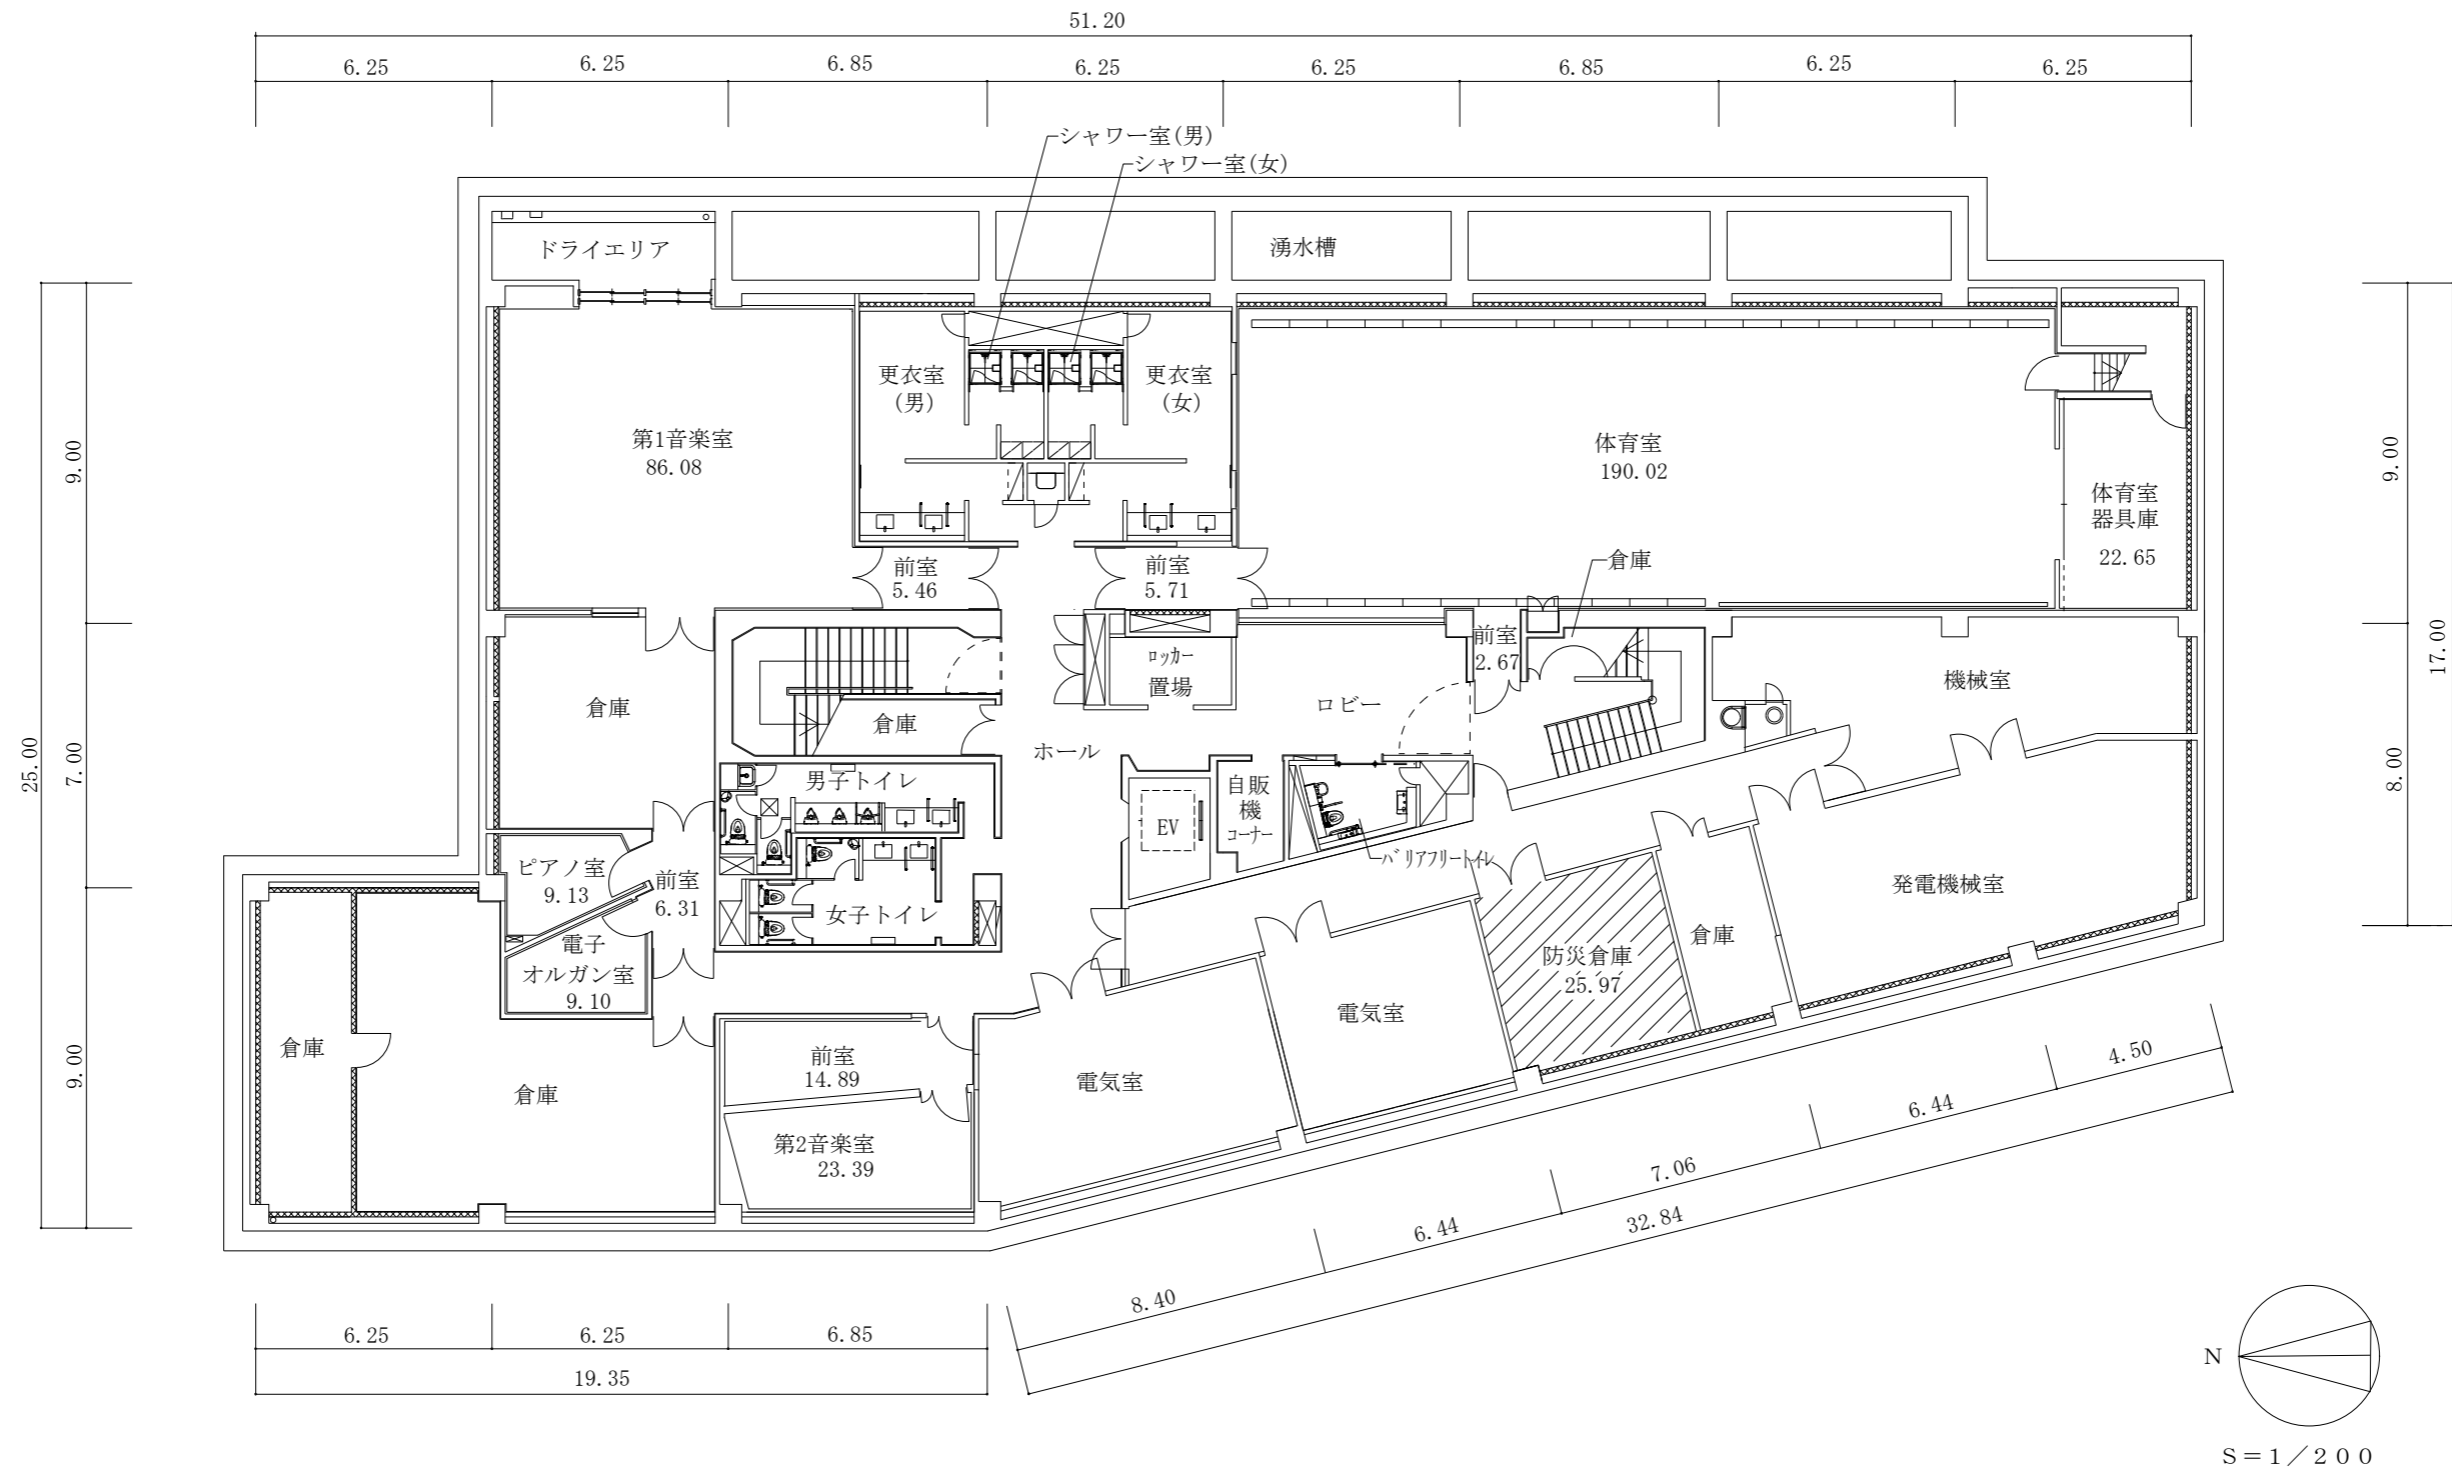 51.20
6.25
6.25
6.85
6.25
6.25
6.85
6.25
6.25
シャワー室(男)
シャワー室(女)
ドライエリア
湧水槽
更衣室
(男)
更衣室
(女)
第1音楽室
86.08
体育室
190.02
体育室
器具庫
22.65
前室
5.46
前室
5.71
倉庫
前室
2.67
ロッカー
置場
ロビー
機械室
倉庫
倉庫
ホール
男子トイレ
自販
機
コーナー
EV
バリアフリートイレ
ピアノ室
9.13
前室
6.31
女子トイレ
発電機械室
電子
オルガン室
9.10
倉庫
防災倉庫
25.97
電気室
倉庫
倉庫
前室
14.89
電気室
第2音楽室
23.39
25.00
9.00
7.00
9.00
9.00
8.00
17.00
4.50
6.44
7.06
32.84
6.44
8.40
6.25
6.25
6.85
19.35
N
S=1/200